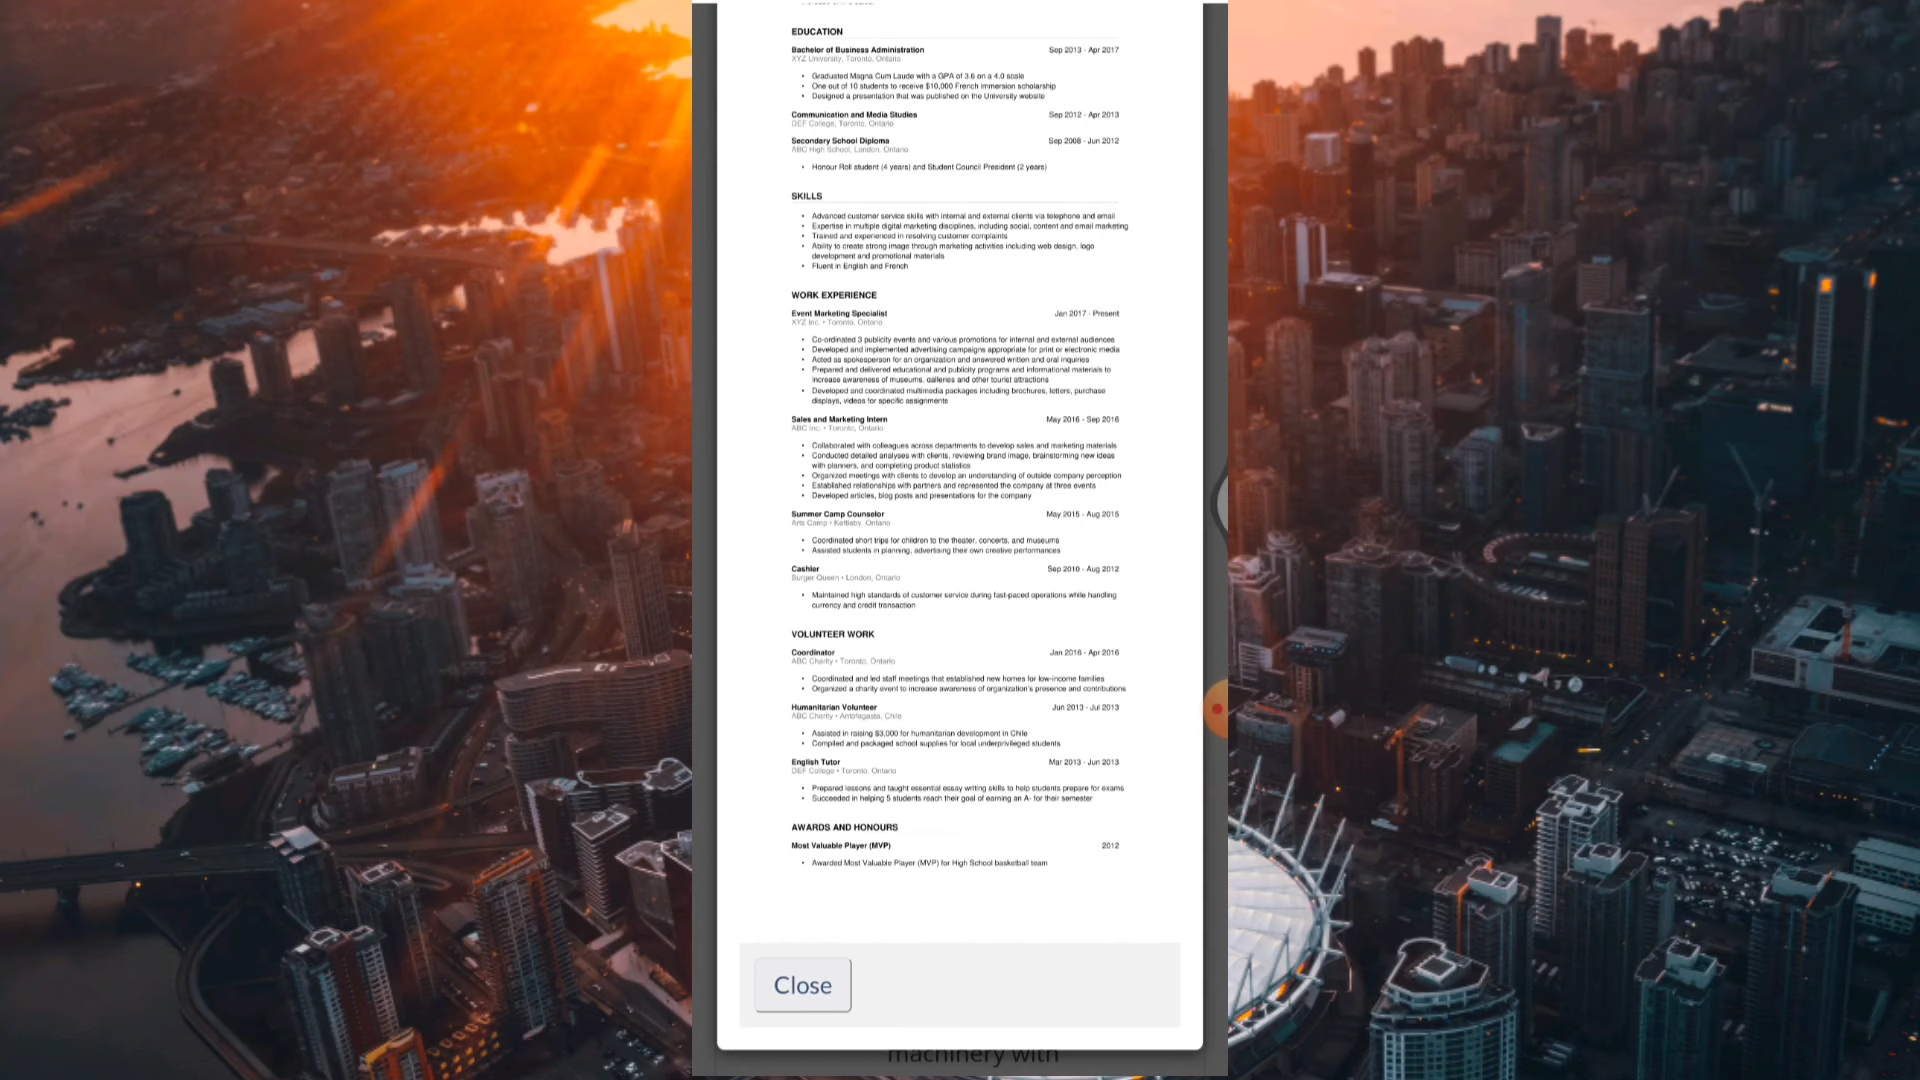 EDUCATION
Bachelor of Business Administration Sep 2013 - Apr 2017
XYZ University, Toronto, Ontario
• Graduated Magna Cum Laude with a GPA of 3.6 on a 4.0 scale
• One out of 10 students to receive $10,000 French immersion scholarship
• Designed a presentation that was published on the University website
Communication and Media Studies Sep 2012 - Apr 2013
DEF College, Toronto, Ontario
Secondary School Diploma Sep 2008 - Jun 2012
ABC High School, London, Ontario
• Honour Roll student (4 years) and Student Council President (2 years)
SKILLS
• Advanced customer service skills with internal and external clients via telephone and email
• Expertise in multiple digital marketing disciplines, including social, content and email marketing
• Trained and experienced in resolving customer complaints
• Ability to create strong image through marketing activities including web design, logo
development and promotional materials
• Fluent in English and French
WORK EXPERIENCE
Event Marketing Specialist Jan 2017 - Present
XYZ Inc. • Toronto, Ontario
• Co-ordinated 3 publicity events and various promotions for internal and external audiences
• Developed and implemented advertising campaigns appropriate for print or electronic media
• Acted as spokesperson for an organization and answered written and oral inquiries
• Prepared and delivered educational and publicity programs and informational materials to
increase awareness of museums, galleries and other tourist attractions
• Developed and coordinated multimedia packages including brochures, letters, purchase
displays, videos for specific assignments
Sales and Marketing Intern May 2016 - Sep 2016
ABC Inc. • Toronto, Ontario
• Collaborated with colleagues across departments to develop sales and marketing materials
• Conducted detailed analyses with clients, reviewing brand image, brainstorming new ideas
with planners, and completing product statistics
• Organized meetings with clients to develop an understanding of outside company perception
• Established relationships with partners and represented the company at three events
• Developed articles, blog posts and presentations for the company
Summer Camp Counselor May 2015 - Aug 2015
Arts Camp • Kettleby, Ontario
• Coordinated short trips for children to the theater, concerts, and museums
• Assisted students in planning, advertising their own creative performances
Cashier Sep 2010 - Aug 2012
Burger Queen • London, Ontario
• Maintained high standards of customer service during fast-paced operations while handling
currency and credit transaction
VOLUNTEER WORK
Coordinator Jan 2016 - Apr 2016
ABC Charity • Toronto, Ontario
• Coordinated and led staff meetings that established new homes for low-income families
• Organized a charity event to increase awareness of organization's presence and contributions
Humanitarian Volunteer Jun 2013 - Jul 2013
ABC Charity • Antofagasta, Chile
• Assisted in raising $3,000 for humanitarian development in Chile
• Compiled and packaged school supplies for local underprivileged students
English Tutor Mar 2013 - Jun 2013
DEF College • Toronto, Ontario
• Prepared lessons and taught essential essay writing skills to help students prepare for exams
• Succeeded in helping 5 students reach their goal of earning an A- for their semester
AWARDS AND HONOURS
Most Valuable Player (MVP) 2012
• Awarded Most Valuable Player (MVP) for High School basketball team
Close
machinery with